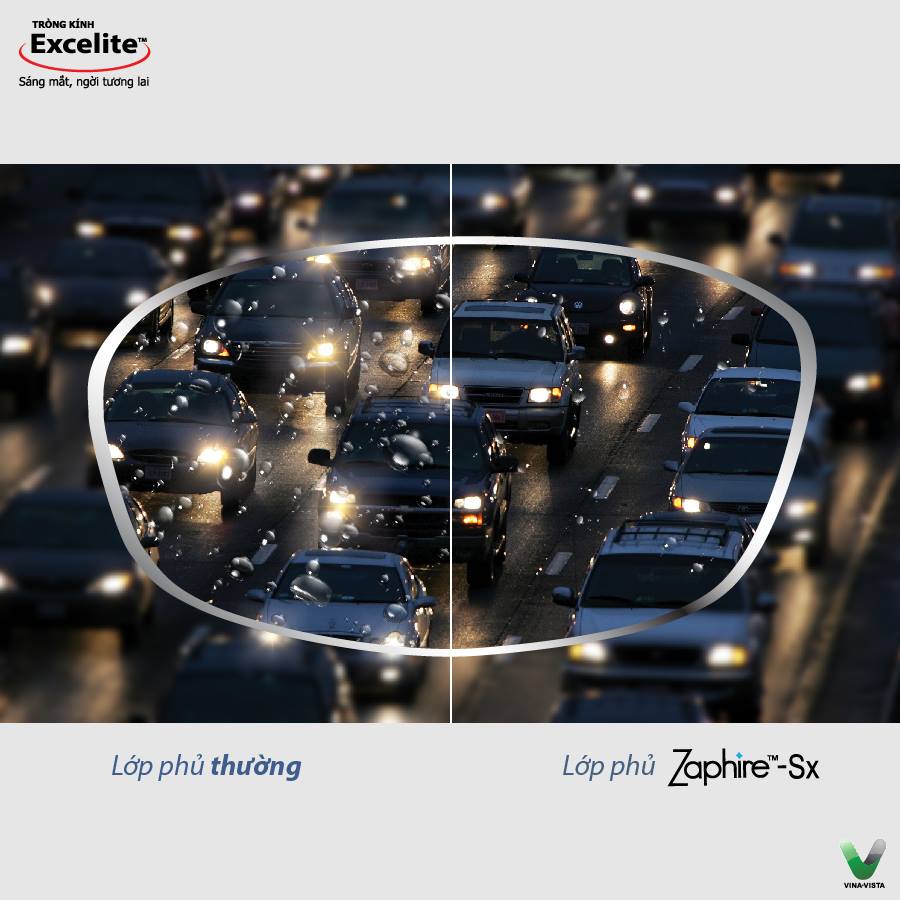 TRÒNG KÍNH
Excelite™
Sáng mắt, ngời tương lai
Lớp phủ thường
Lớp phủ Zaphire™-Sx
VINA-VISTA